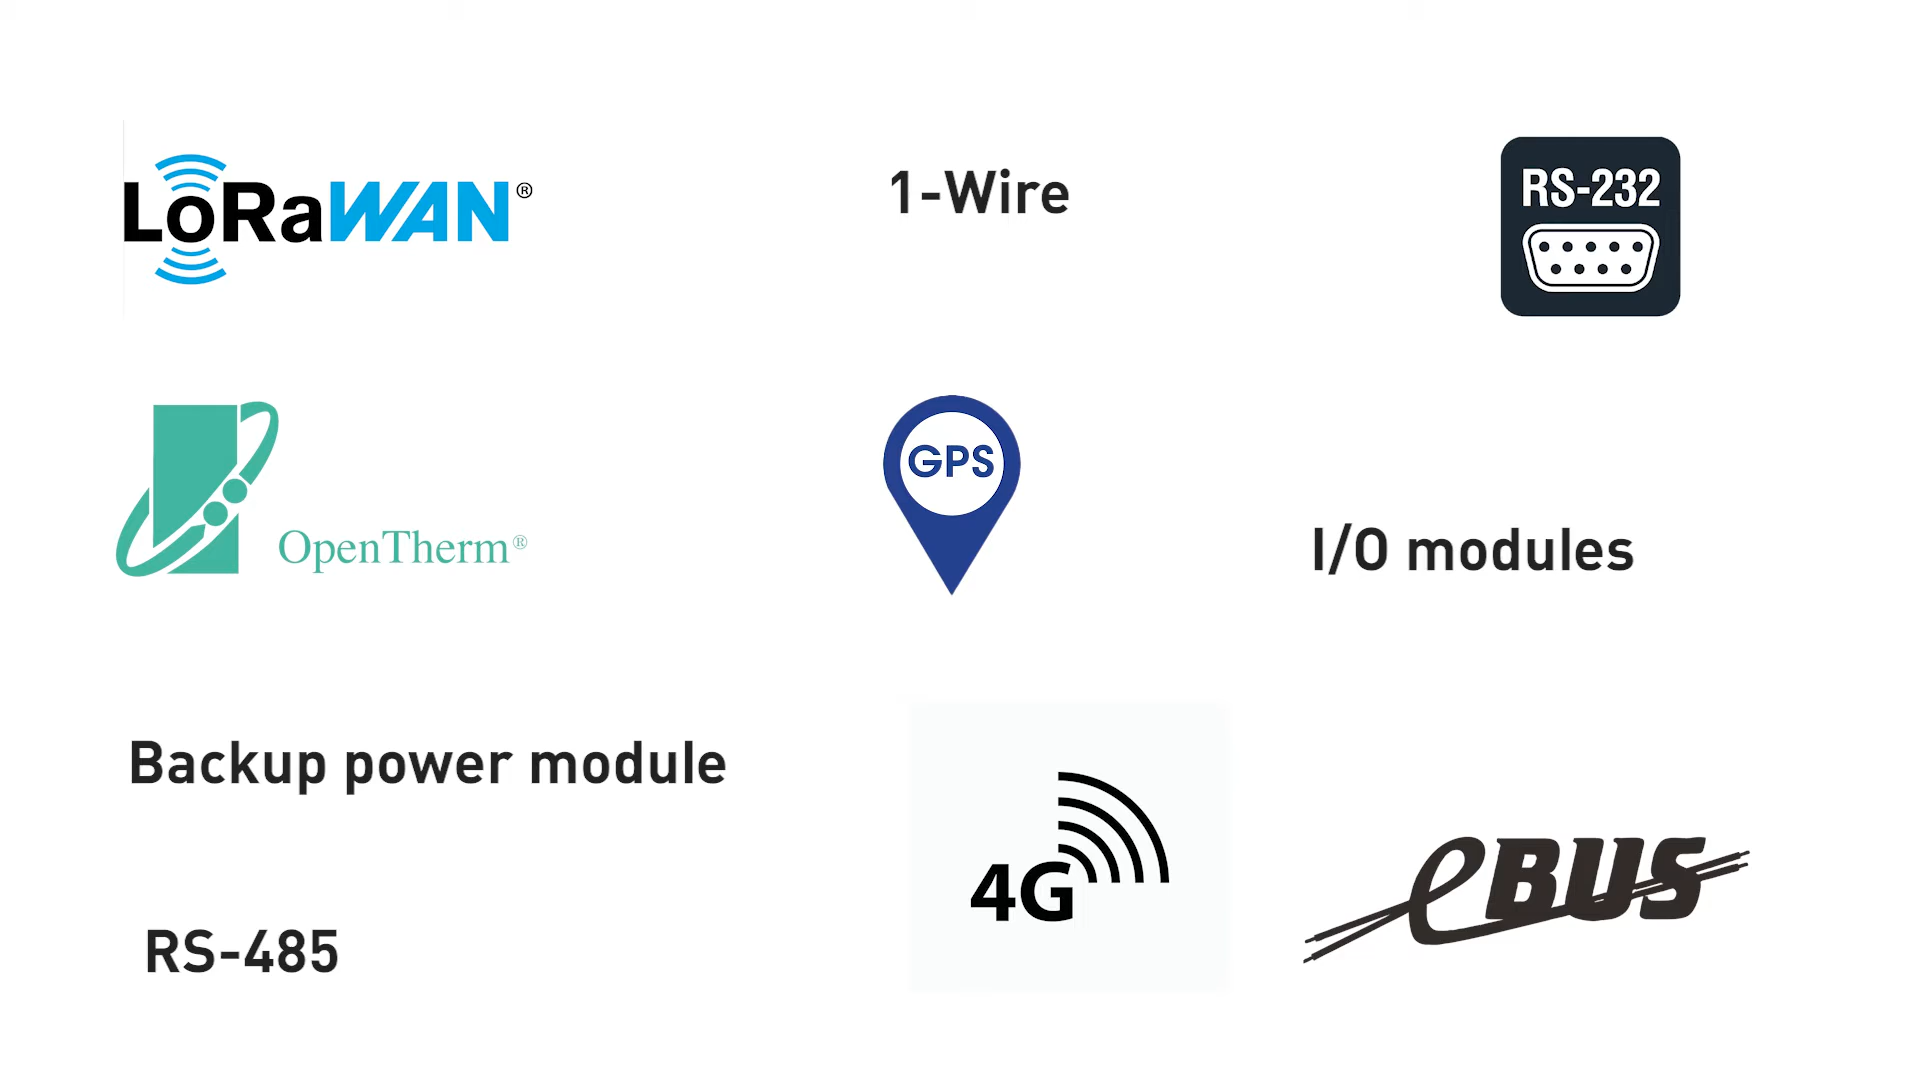 LoRaWAN®
1-Wire
RS-232
OpenTherm®
GPS
I/O modules
Backup power module
4G
eBUS
RS-485